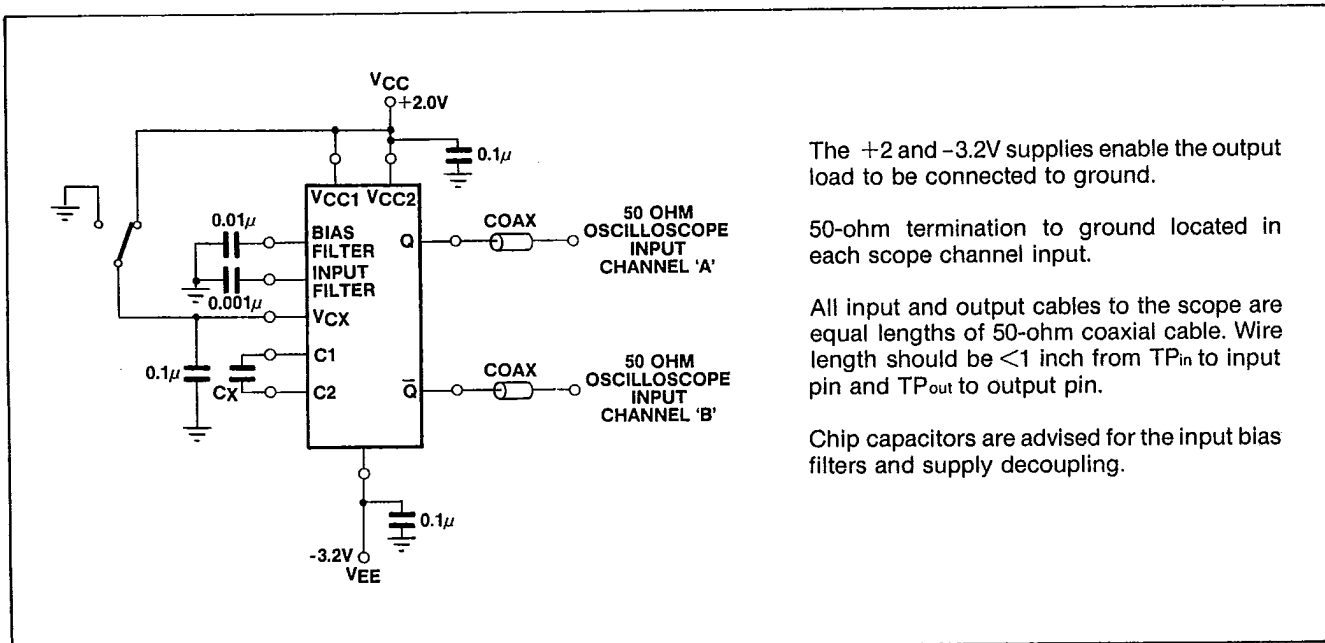 VCC
+2.0V
0.1µ
VCC1 VCC2
0.01µ
BIAS
FILTER
INPUT
FILTER
0.001µ
VCX
C1
0.1µ
CX
C2
Q
COAX
50 OHM
OSCILLOSCOPE
INPUT
CHANNEL 'A'
Q̅
COAX
50 OHM
OSCILLOSCOPE
INPUT
CHANNEL 'B'
0.1µ
-3.2V
VEE
The +2 and -3.2V supplies enable the output
load to be connected to ground.
50-ohm termination to ground located in
each scope channel input.
All input and output cables to the scope are
equal lengths of 50-ohm coaxial cable. Wire
length should be <1 inch from TPin to input
pin and TPout to output pin.
Chip capacitors are advised for the input bias
filters and supply decoupling.